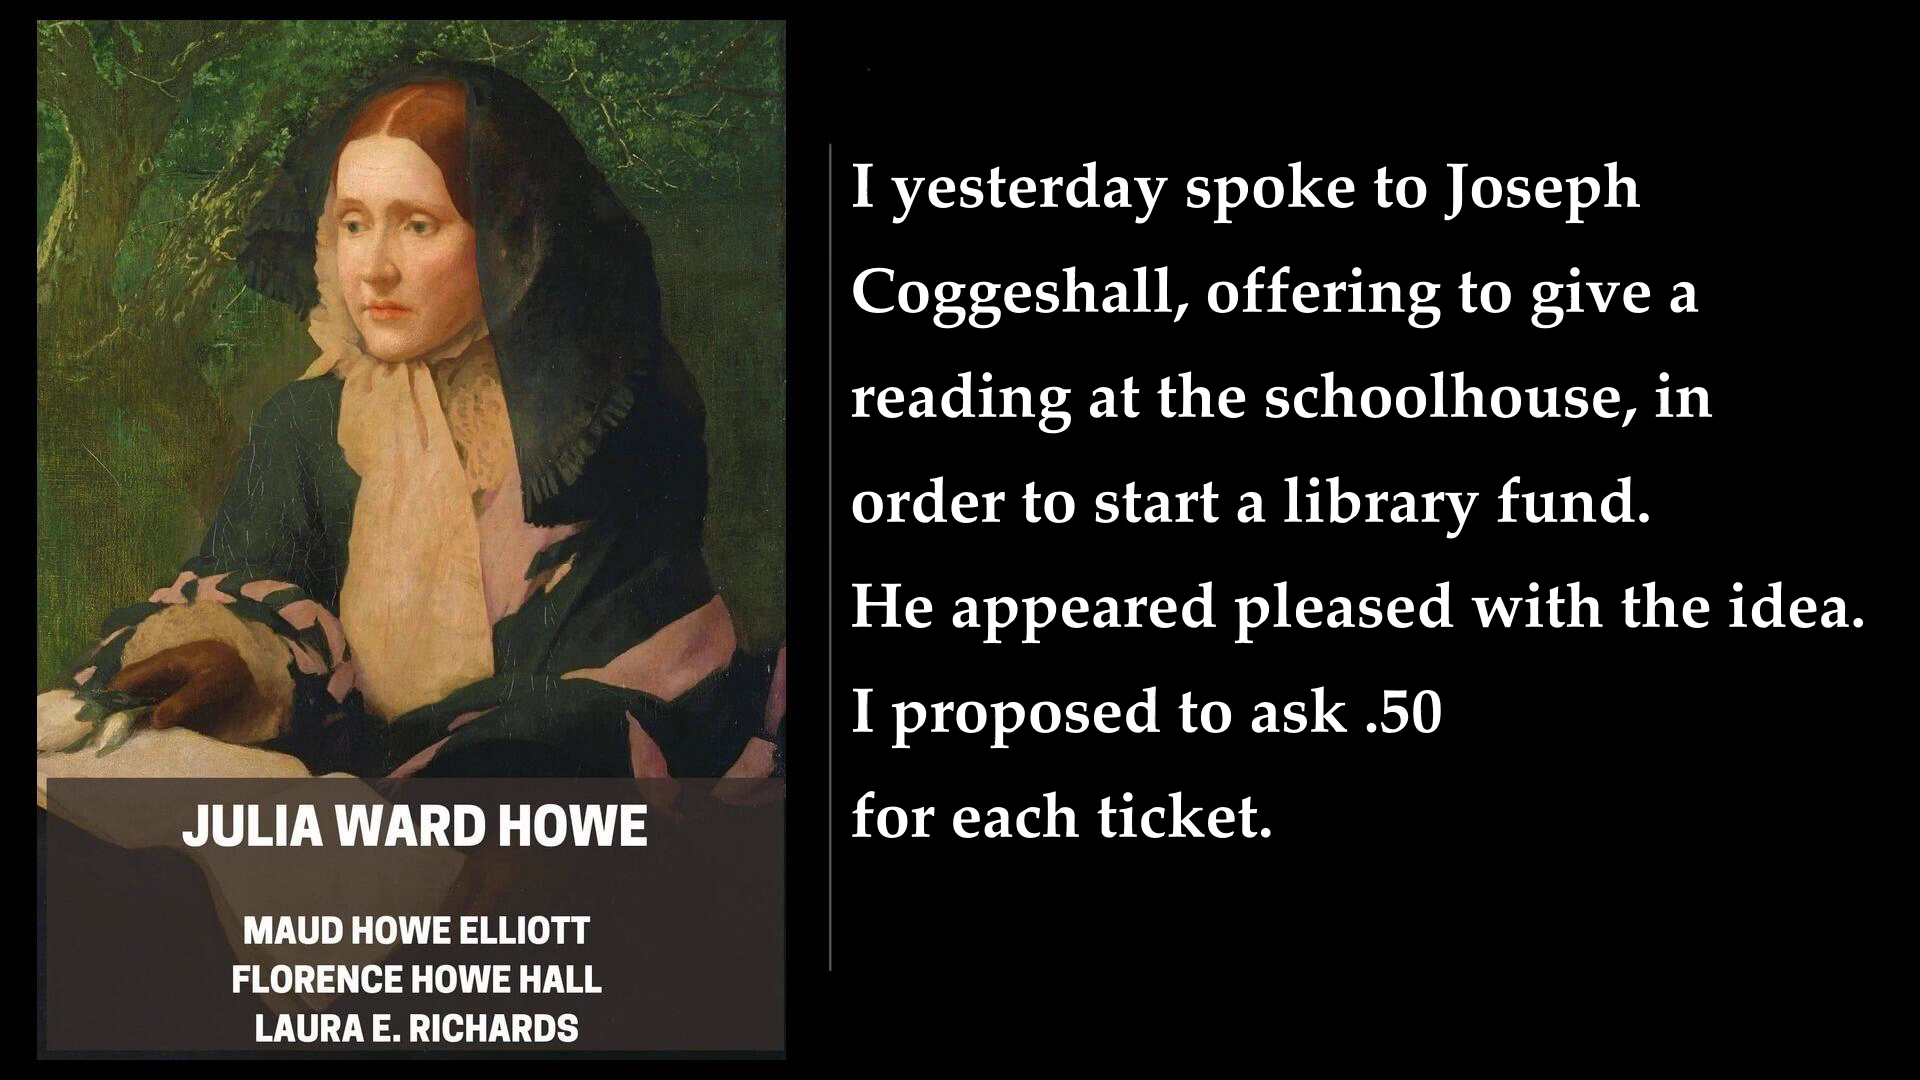 JULIA WARD HOWE
MAUD HOWE ELLIOTT
FLORENCE HOWE HALL
LAURA E. RICHARDS
I yesterday spoke to Joseph
Coggeshall, offering to give a
reading at the schoolhouse, in
order to start a library fund.
He appeared pleased with the idea.
I proposed to ask .50
for each ticket.